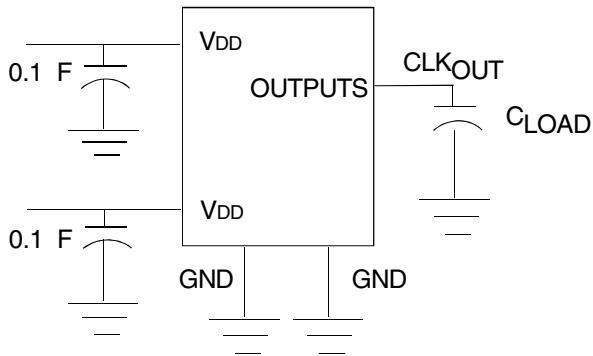 VDD
0.1 F
CLKOUT
OUTPUTS
CLOAD
VDD
0.1 F
GND
GND